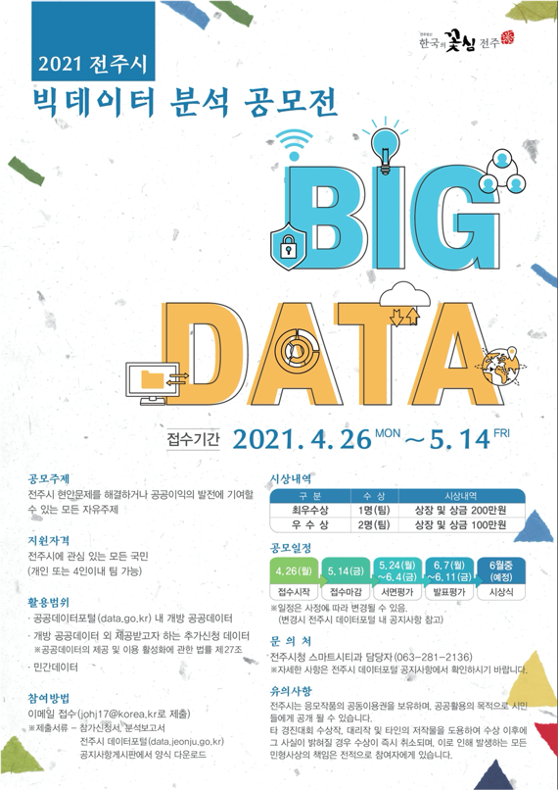 한국의 꽃심 전주
2021 전주시
빅데이터 분석 공모전
BIG
DATA
접수기간 2021. 4. 26 MON ~ 5. 14 FRI
공모주제
전주시 현안문제를 해결하거나 공공이익의 발전에 기여할
수 있는 모든 자유주제
지원자격
전주시에 관심 있는 모든 국민
(개인 또는 4인이내 팀 가능)
활용범위
· 공공데이터포털(data.go.kr) 내 개방 공공데이터
· 개방 공공데이터 외 제공받고자 하는 추가신청 데이터
※공공데이터의 제공 및 이용 활성화에 관한 법률 제27조
· 민간데이터
참여방법
이메일 접수(johj17@korea.kr로 제출)
※제출서류 - 참가신청서, 분석보고서
전주시 데이터포털(data.jeonju.go.kr)
공지사항게시판에서 양식 다운로드
시상내역
구 분 수 상 시상내역
최우수상 1명(팀) 상장 및 상금 200만원
우 수 상 2명(팀) 상장 및 상금 100만원
공모일정
4.26(월) 5.14(금) 5.24(월) ~6.4(금) 6.7(월) ~6.11(금) 6월중 (예정)
접수시작 접수마감 서면평가 발표평가 시상식
※일정은 사정에 따라 변경될 수 있음.
(변경시 전주시 데이터포털 내 공지사항 참고)
문 의 처
전주시청 스마트시티과 담당자(063-281-2136)
※자세한 사항은 전주시 데이터포털 공지사항에서 확인하시기 바랍니다.
유의사항
전주시는 응모작품의 공동이용권을 보유하며, 공공활용의 목적으로 시민
들에게 공개 될 수 있습니다.
타 경진대회 수상작, 대리작 및 타인의 저작물을 도용하여 수상 이후에
그 사실이 밝혀질 경우 수상이 즉시 취소되며, 이로 인해 발생하는 모든
민형사상의 책임은 전적으로 참여자에게 있습니다.